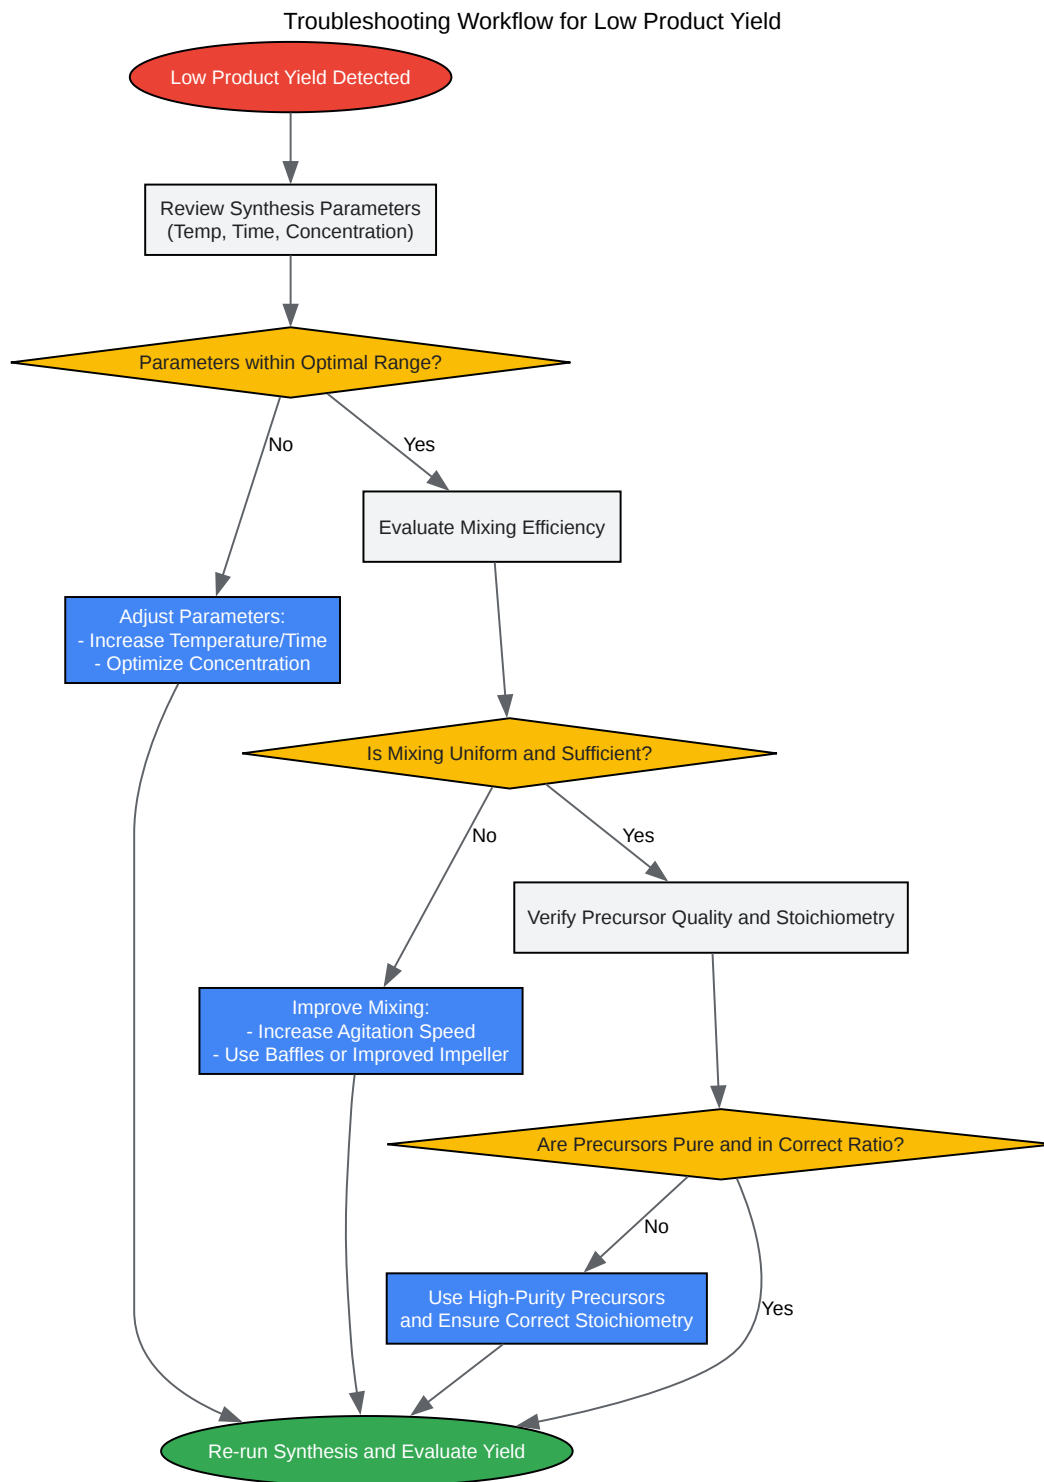 Troubleshooting Workflow for Low Product Yield
Low Product Yield Detected
Review Synthesis Parameters
(Temp, Time, Concentration)
Parameters within Optimal Range?
No
Yes
Evaluate Mixing Efficiency
Adjust Parameters:
- Increase Temperature/Time
- Optimize Concentration
Is Mixing Uniform and Sufficient?
No
Yes
Verify Precursor Quality and Stoichiometry
Improve Mixing:
- Increase Agitation Speed
- Use Baffles or Improved Impeller
Are Precursors Pure and in Correct Ratio?
No
Use High-Purity Precursors
and Ensure Correct Stoichiometry
Yes
Re-run Synthesis and Evaluate Yield